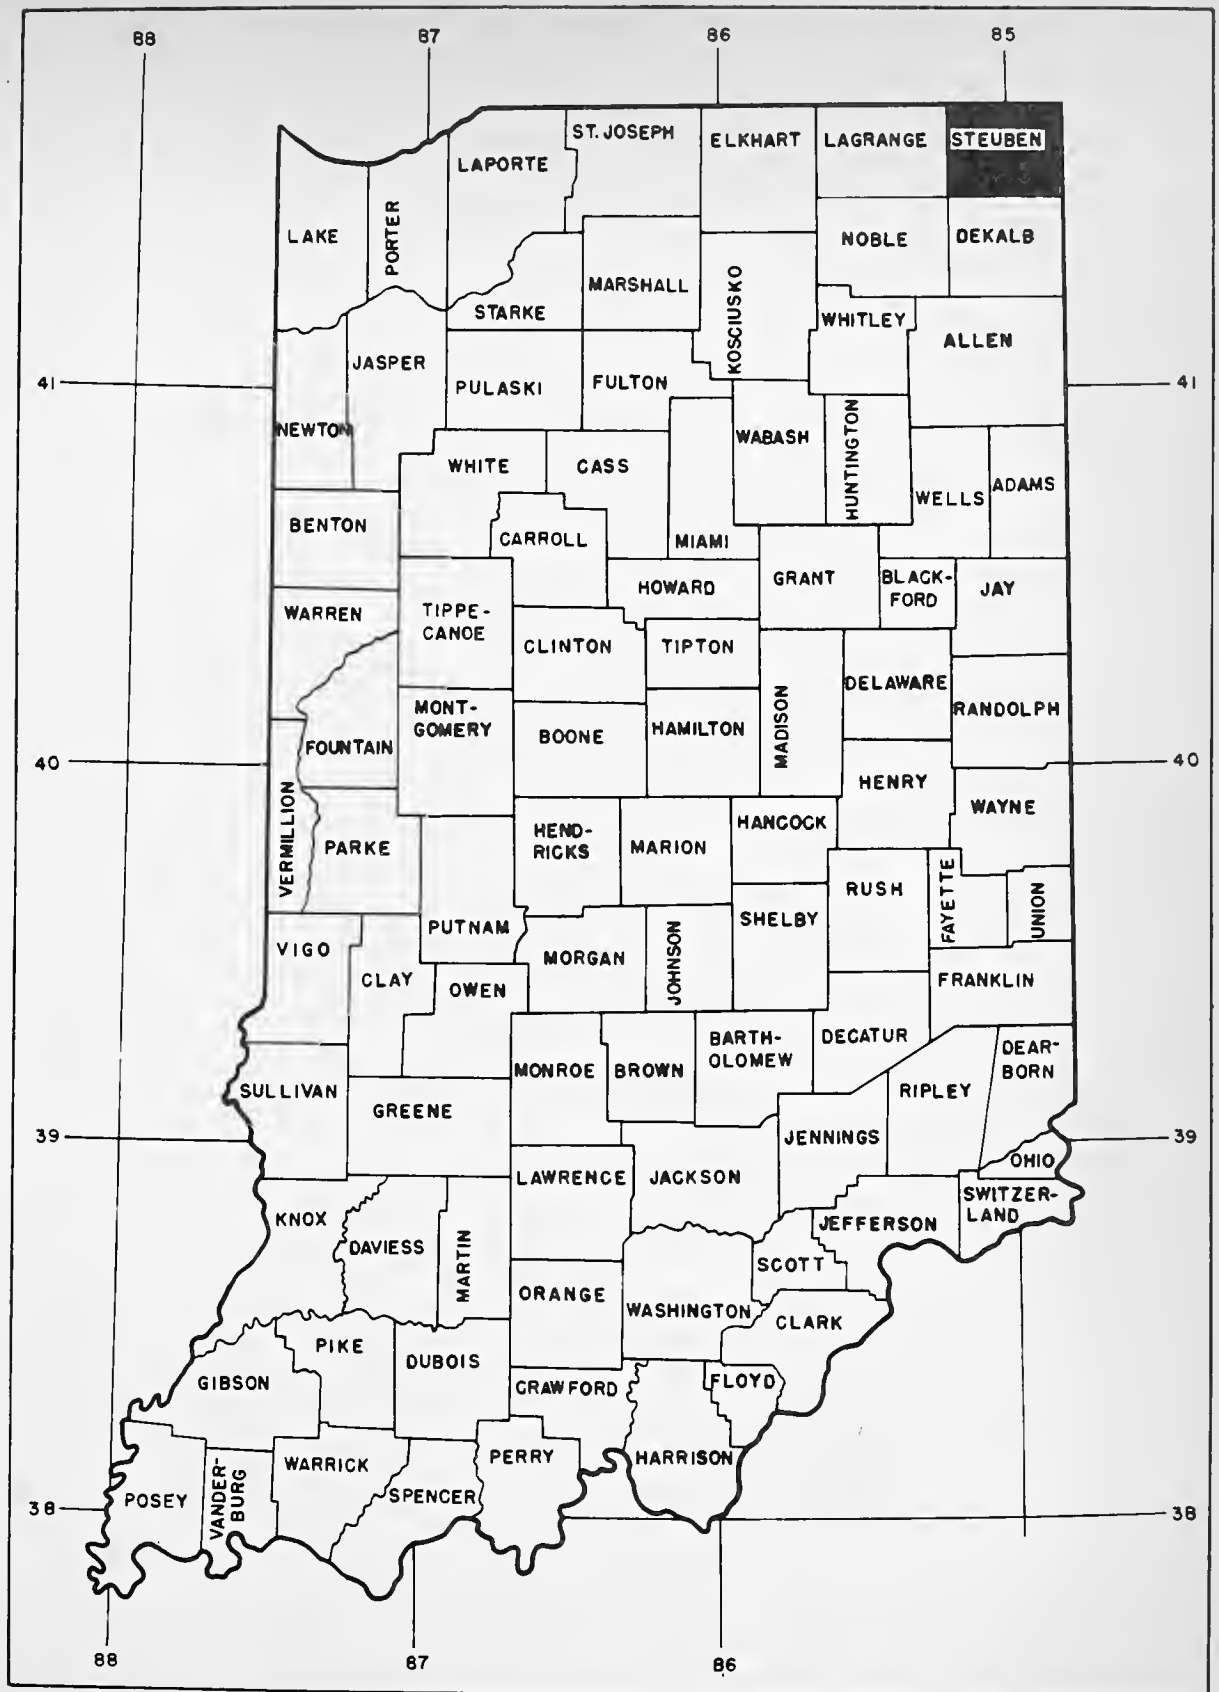 88 87 86 85
ST. JOSEPH
ELKHART
LAGRANGE
STEUBEN
LAPORTE
LAKE
PORTER
NOBLE
DEKALB
MARSHALL
STARKE
KOSCIUSKO
WHITLEY
ALLEN
JASPER
41
PULASKI
FULTON
41
NEWTON
WHITE
CASS
WABASH
HUNTINGTON
WELLS
ADAMS
BENTON
CARROLL
MIAMI
HOWARD
GRANT
BLACK-
FORD
JAY
WARREN
TIPPE-
CANOE
CLINTON
TIPTON
MADISON
DELAWARE
RANDOLPH
MONT-
GOMERY
FOUNTAIN
BOONE
HAMILTON
40
40
HENRY
WAYNE
VERMILLION
PARKE
HEND-
RICKS
MARION
HANCOCK
RUSH
FAYETTE
UNION
VIGO
PUTNAM
SHELBY
CLAY
OWEN
MORGAN
JOHNSON
FRANKLIN
DECATUR
BARTH-
OLOMEW
DEAR-
BORN
SULLIVAN
MONROE
BROWN
RIPLEY
GREENE
39
JENNINGS
39
OHIO
LAWRENCE
JACKSON
SWITZER-
LAND
KNOX
DAVIESS
MARTIN
JEFFERSON
SCOTT
ORANGE
WASHINGTON
CLARK
PIKE
DUBOIS
GIBSON
CRAWFORD
FLOYD
WARRICK
PERRY
HARRISON
38
POSEY
VANDER-
BURG
SPENCER
38
88 87 86